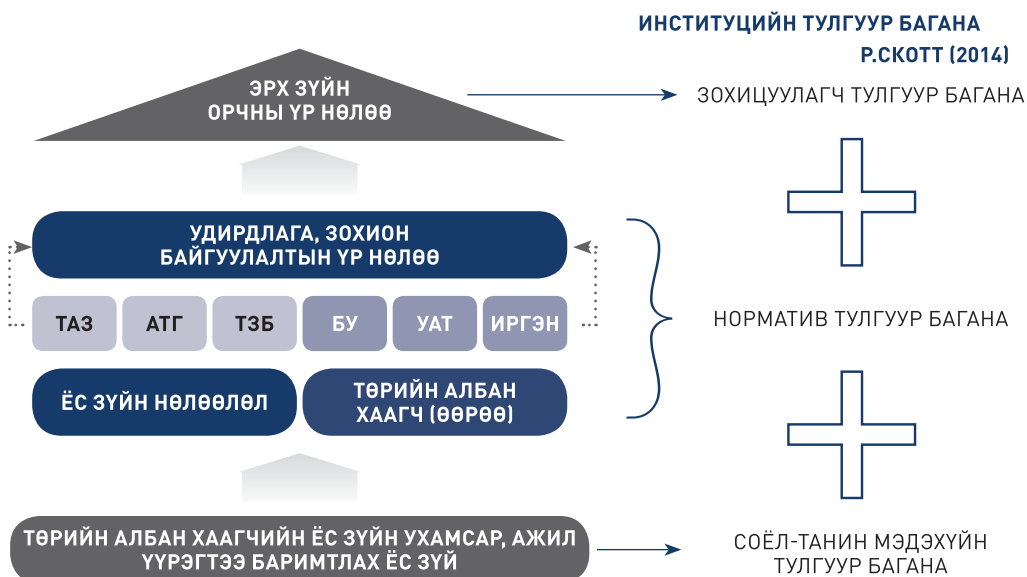 ИНСТИТУЦИЙН ТУЛГУУР БАГАНА
Р.СКОТТ (2014)
ЭРХ ЗҮЙН
ОРЧНЫ ҮР НӨЛӨӨ
ЗОХИЦУУЛАГЧ ТУЛГУУР БАГАНА
УДИРДЛАГА, ЗОХИОН
БАЙГУУЛАЛТЫН ҮР НӨЛӨӨ
ТАЗ АТГ ТЗБ БУ УАТ ИРГЭН
НОРМАТИВ ТУЛГУУР БАГАНА
ЁС ЗҮЙН НӨЛӨӨЛӨЛ
ТӨРИЙН АЛБАН
ХААГЧ (ӨӨРӨӨ)
ТӨРИЙН АЛБАН ХААГЧИЙН ЁС ЗҮЙН УХАМСАР, АЖИЛ
ҮҮРЭГТЭЭ БАРИМТЛАХ ЁС ЗҮЙ
СОЁЛ-ТАНИН МЭДЭХҮЙН
ТУЛГУУР БАГАНА